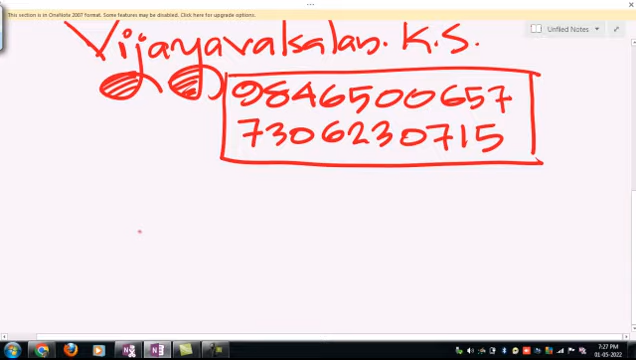 This section is in OneNote 2007 format. Some features may be disabled. Click here for upgrade options.
Unfiled Notes
Vijayavalsalan. K.S.
9846500657
7306230715
7:27 PM
01-05-2022